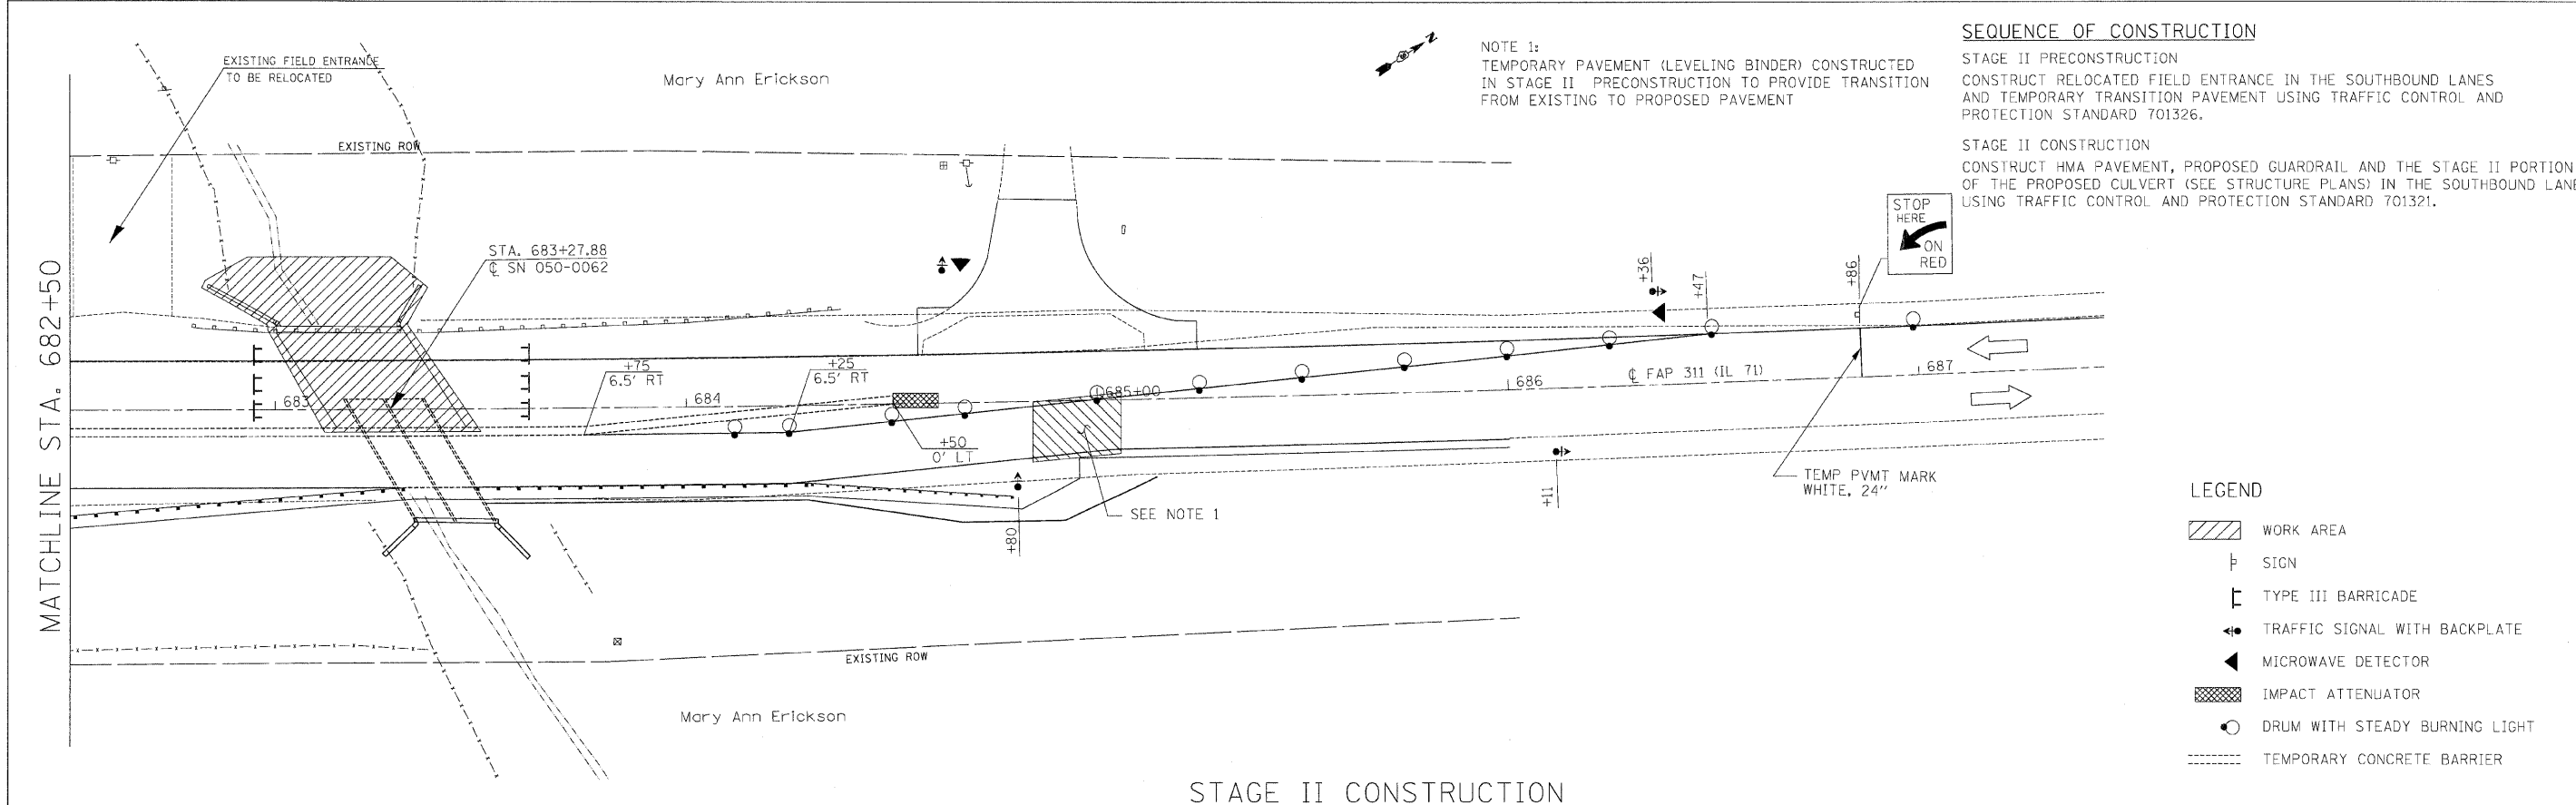 EXISTING FIELD ENTRANCE
TO BE RELOCATED
Mary Ann Erickson
N
NOTE 1:
TEMPORARY PAVEMENT (LEVELING BINDER) CONSTRUCTED
IN STAGE II PRECONSTRUCTION TO PROVIDE TRANSITION
FROM EXISTING TO PROPOSED PAVEMENT
SEQUENCE OF CONSTRUCTION
STAGE II PRECONSTRUCTION
CONSTRUCT RELOCATED FIELD ENTRANCE IN THE SOUTHBOUND LANES
AND TEMPORARY TRANSITION PAVEMENT USING TRAFFIC CONTROL AND
PROTECTION STANDARD 701326.
STAGE II CONSTRUCTION
CONSTRUCT HMA PAVEMENT, PROPOSED GUARDRAIL AND THE STAGE II PORTION
OF THE PROPOSED CULVERT (SEE STRUCTURE PLANS) IN THE SOUTHBOUND LANE
USING TRAFFIC CONTROL AND PROTECTION STANDARD 701321.
EXISTING ROW
STOP
HERE
ON
RED
STA. 683+27.88
℄ SN 050-0062
+36
+47
+86
MATCHLINE STA. 682+50
+75
6.5' RT
+25
6.5' RT
683
684
685+00
686
℄ FAP 311 (IL 71)
687
+50
0' LT
TEMP PVMT MARK
WHITE, 24"
+11
+80
SEE NOTE 1
EXISTING ROW
Mary Ann Erickson
LEGEND
WORK AREA
SIGN
TYPE III BARRICADE
TRAFFIC SIGNAL WITH BACKPLATE
MICROWAVE DETECTOR
IMPACT ATTENUATOR
DRUM WITH STEADY BURNING LIGHT
TEMPORARY CONCRETE BARRIER
STAGE II CONSTRUCTION